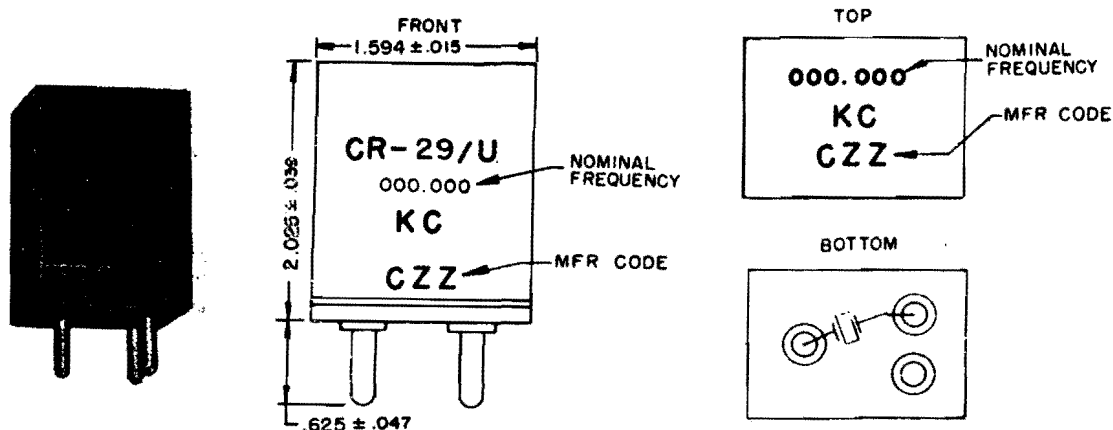 FRONT
1.594 ± .015
2.025 ± .039
CR-29/U
000.000
NOMINAL
FREQUENCY
KC
CZZ
MFR CODE
.625 ± .047
TOP
000.000
NOMINAL
FREQUENCY
KC
CZZ
MFR CODE
BOTTOM